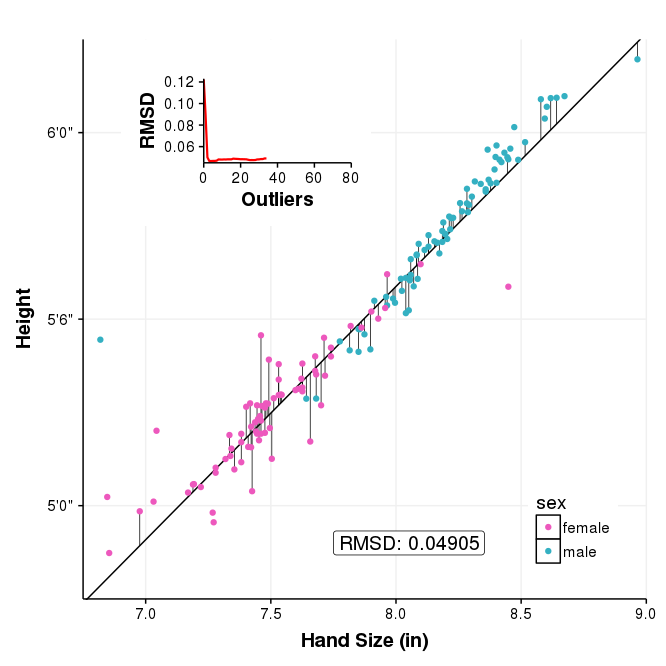 RMSD
0.12
0.10
0.08
0.06
0 20 40 60 80
Outliers
Height
6'0"
5'6"
5'0"
RMSD: 0.04905
sex
female
male
7.0 7.5 8.0 8.5 9.0
Hand Size (in)